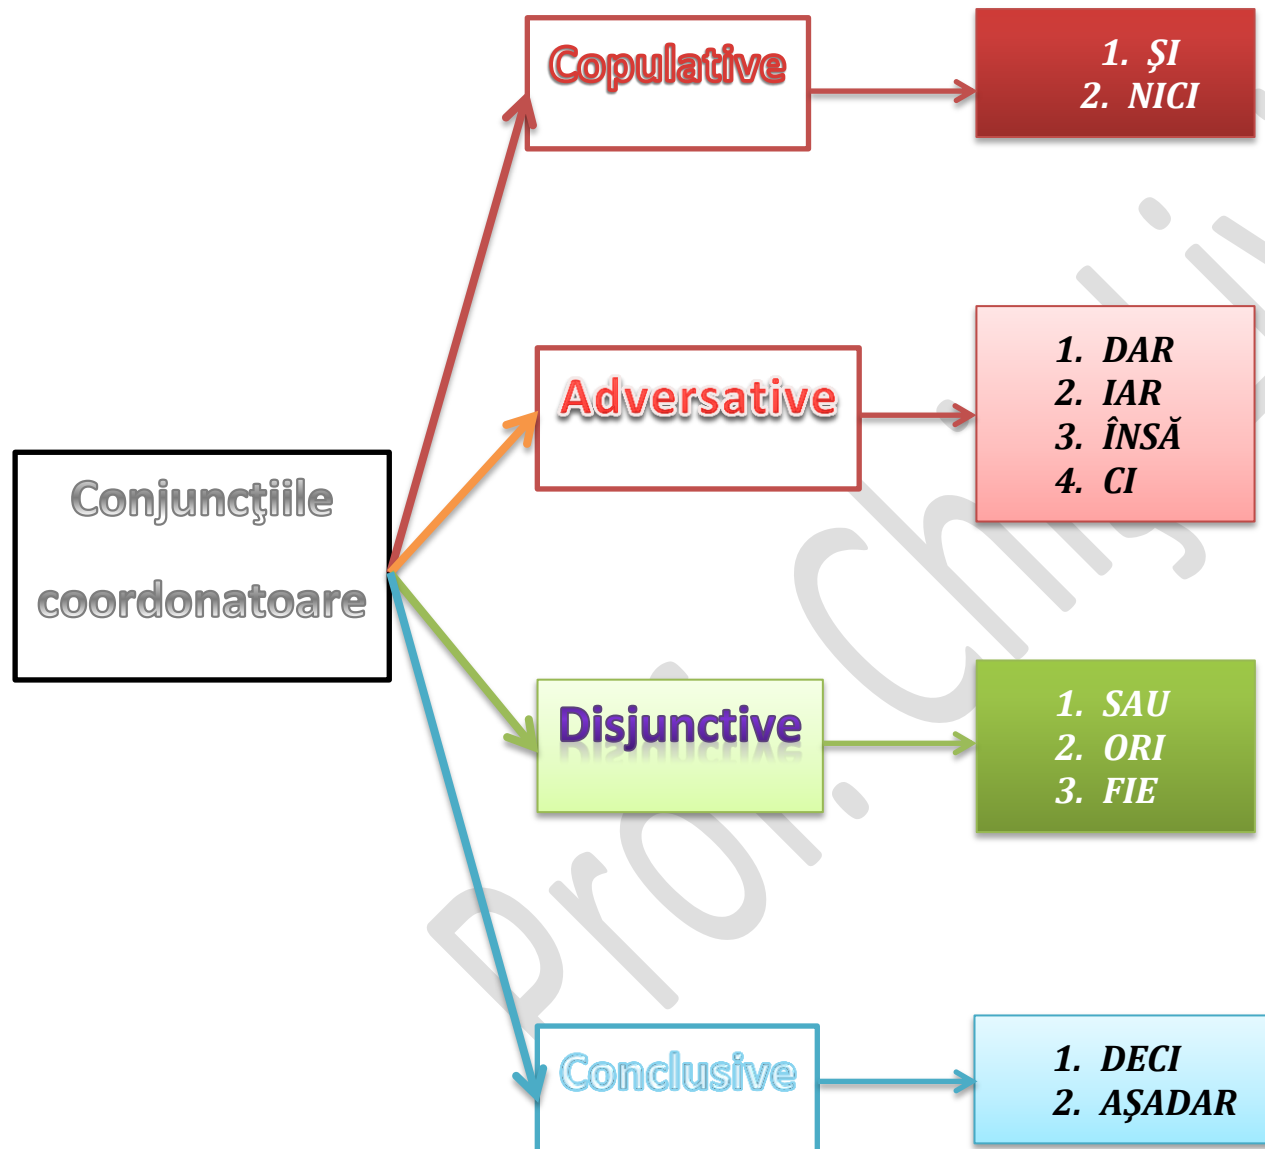 Copulative
1. ŞI
2. NICI
Adversative
1. DAR
2. IAR
3. ÎNSĂ
4. CI
Conjuncţiile
coordonatoare
Disjunctive
1. SAU
2. ORI
3. FIE
Conclusive
1. DECI
2. AŞADAR
Prof.